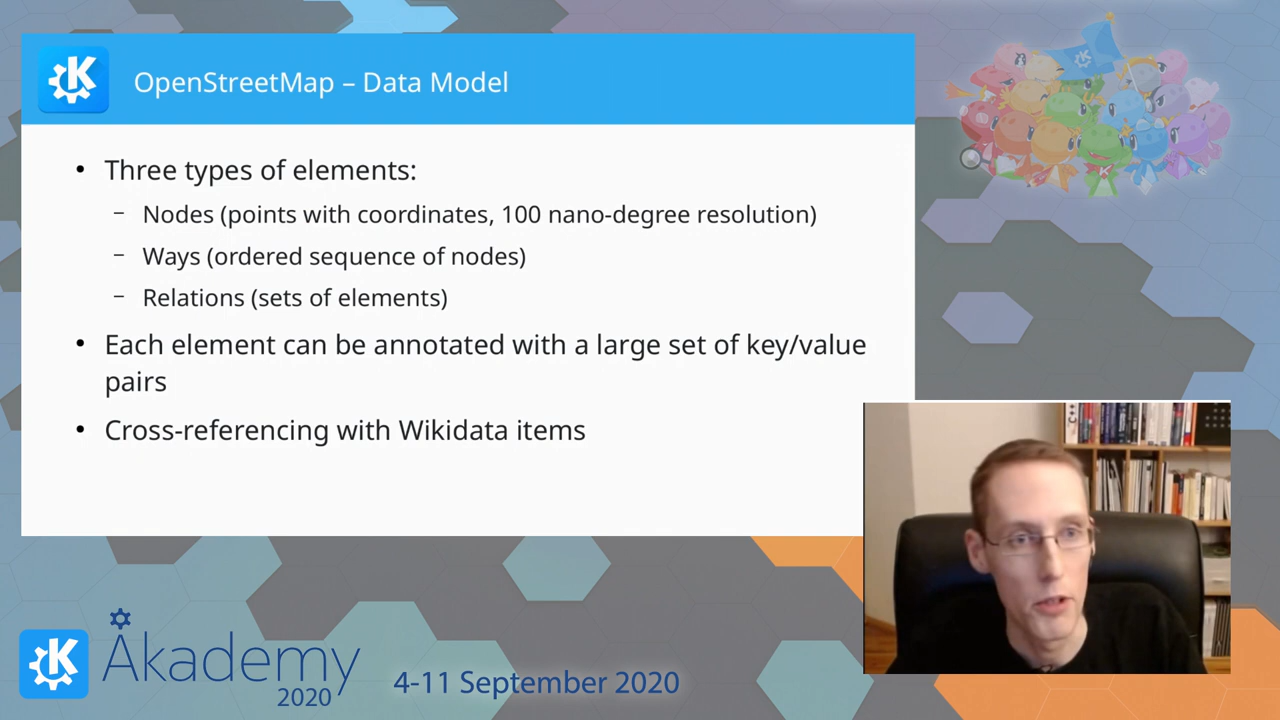 OpenStreetMap – Data Model
• Three types of elements:
– Nodes (points with coordinates, 100 nano-degree resolution)
– Ways (ordered sequence of nodes)
– Relations (sets of elements)
• Each element can be annotated with a large set of key/value
pairs
• Cross-referencing with Wikidata items
Akademy
2020
4-11 September 2020